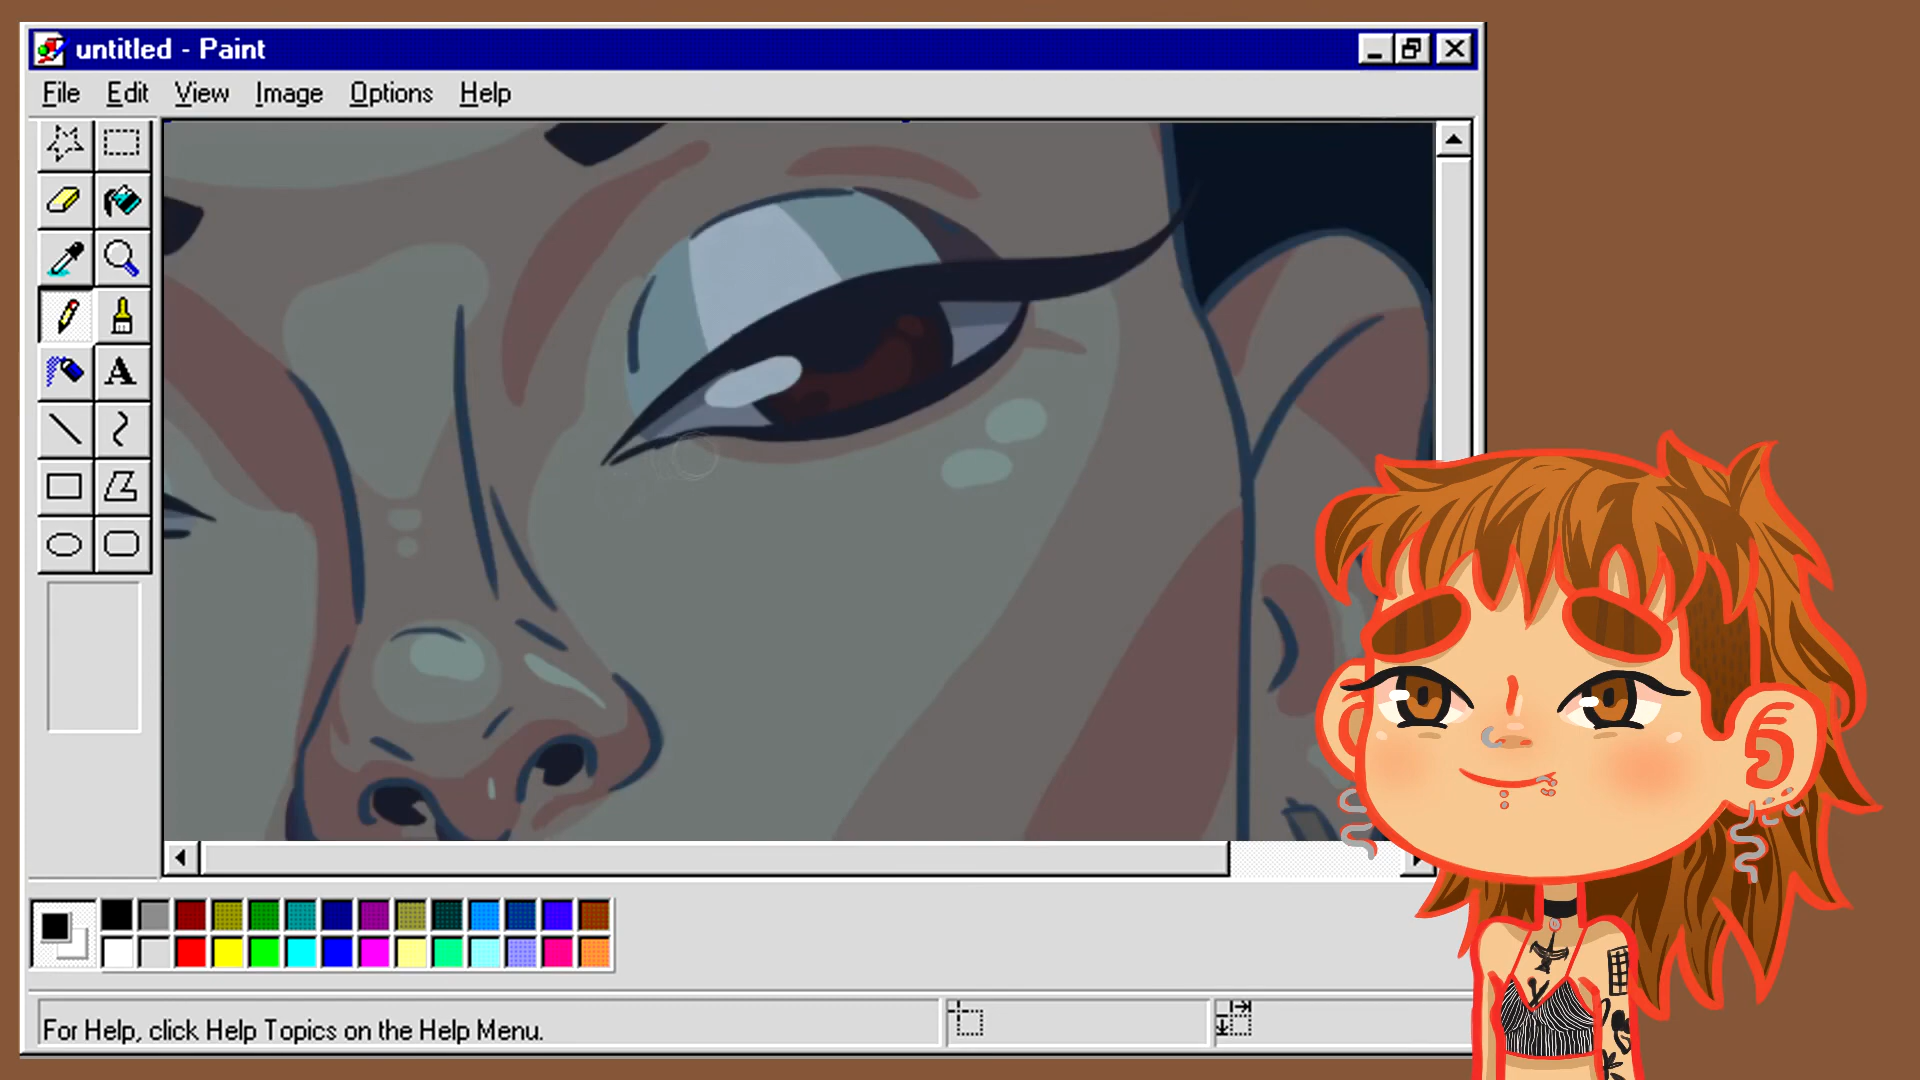 untitled - Paint
File Edit View Image Options Help
A
For Help, click Help Topics on the Help Menu.